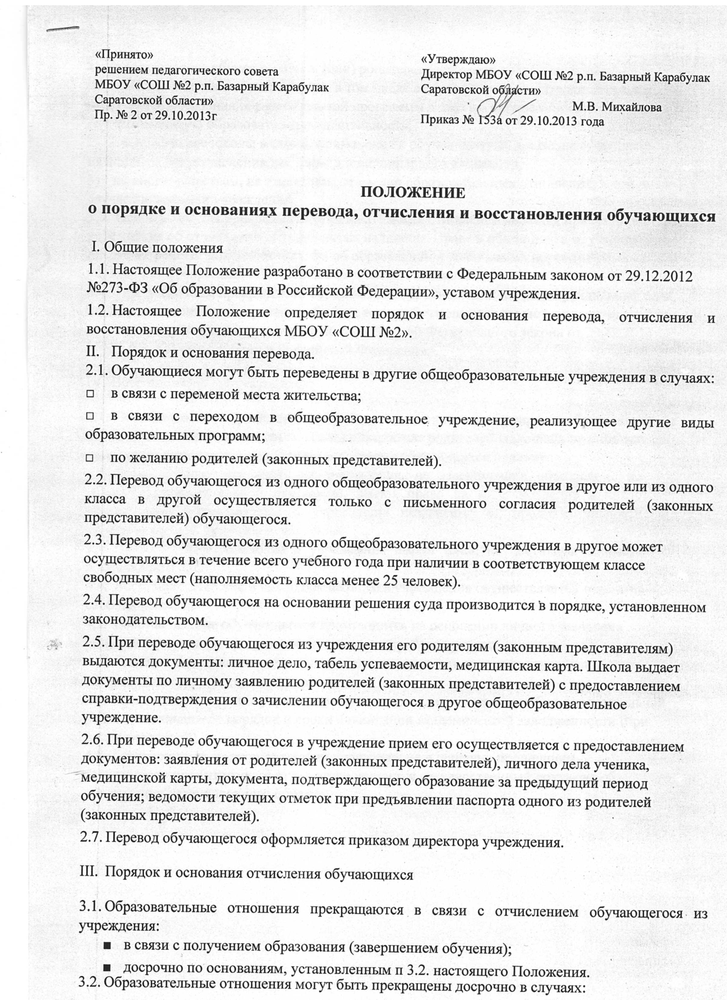 «Принято»
решением педагогического совета
МБОУ «СОШ №2 р.п. Базарный Карабулак
Саратовской области»
Пр. № 2 от 29.10.2013г
«Утверждаю»
Директор МБОУ «СОШ №2 р.п. Базарный Карабулак
Саратовской области»
М.В. Михайлова
Приказ № 153а от 29.10.2013 года
ПОЛОЖЕНИЕ
о порядке и основаниях перевода, отчисления и восстановления обучающихся
I. Общие положения
1.1. Настоящее Положение разработано в соответствии с Федеральным законом от 29.12.2012
№273-ФЗ «Об образовании в Российской Федерации», уставом учреждения.
1.2. Настоящее Положение определяет порядок и основания перевода, отчисления и
восстановления обучающихся МБОУ «СОШ №2».
II. Порядок и основания перевода.
2.1. Обучающиеся могут быть переведены в другие общеобразовательные учреждения в случаях:
□ в связи с переменой места жительства;
□ в связи с переходом в общеобразовательное учреждение, реализующее другие виды
образовательных программ;
□ по желанию родителей (законных представителей).
2.2. Перевод обучающегося из одного общеобразовательного учреждения в другое или из одного
класса в другой осуществляется только с письменного согласия родителей (законных
представителей) обучающегося.
2.3. Перевод обучающегося из одного общеобразовательного учреждения в другое может
осуществляться в течение всего учебного года при наличии в соответствующем классе
свободных мест (наполняемость класса менее 25 человек).
2.4. Перевод обучающегося на основании решения суда производится в порядке, установленном
законодательством.
2.5. При переводе обучающегося из учреждения его родителям (законным представителям)
выдаются документы: личное дело, табель успеваемости, медицинская карта. Школа выдает
документы по личному заявлению родителей (законных представителей) с предоставлением
справки-подтверждения о зачислении обучающегося в другое общеобразовательное
учреждение.
2.6. При переводе обучающегося в учреждение прием его осуществляется с предоставлением
документов: заявления от родителей (законных представителей), личного дела ученика,
медицинской карты, документа, подтверждающего образование за предыдущий период
обучения; ведомости текущих отметок при предъявлении паспорта одного из родителей
(законных представителей).
2.7. Перевод обучающегося оформляется приказом директора учреждения.
III. Порядок и основания отчисления обучающихся
3.1. Образовательные отношения прекращаются в связи с отчислением обучающегося из
учреждения:
■ в связи с получением образования (завершением обучения);
■ досрочно по основаниям, установленным п 3.2. настоящего Положения.
3.2. Образовательные отношения могут быть прекращены досрочно в случаях: